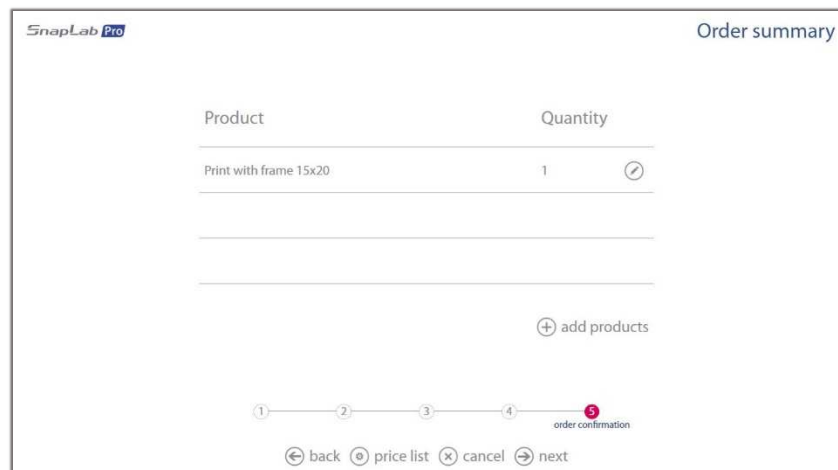 SnapLab Pro
Order summary
Product Quantity
Print with frame 15x20 1
add products
1 2 3 4 5
order confirmation
back price list cancel next